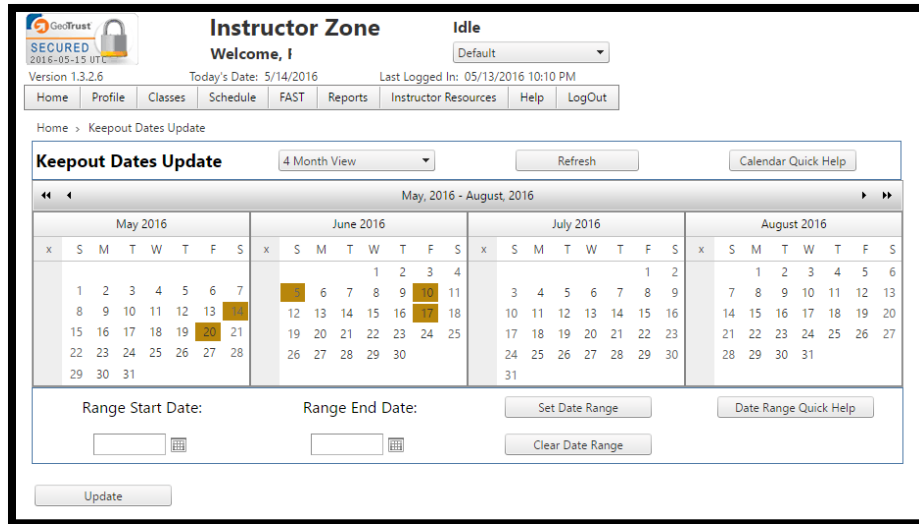 GeoTrust
SECURED
2016-05-15 UTC
Instructor Zone
Idle
Welcome, F
Default
Version 1.3.2.6 Today's Date: 5/14/2016 Last Logged In: 05/13/2016 10:10 PM
Home Profile Classes Schedule FAST Reports Instructor Resources Help LogOut
Home › Keepout Dates Update
Keepout Dates Update 4 Month View Refresh Calendar Quick Help
May, 2016 - August, 2016
May 2016 June 2016 July 2016 August 2016
x S M T W T F S x S M T W T F S x S M T W T F S x S M T W T F S
1 2 3 4 1 2 1 2 3 4 5 6
1 2 3 4 5 6 7 5 6 7 8 9 10 11 3 4 5 6 7 8 9 7 8 9 10 11 12 13
8 9 10 11 12 13 14 12 13 14 15 16 17 18 10 11 12 13 14 15 16 14 15 16 17 18 19 20
15 16 17 18 19 20 21 19 20 21 22 23 24 25 17 18 19 20 21 22 23 21 22 23 24 25 26 27
22 23 24 25 26 27 28 26 27 28 29 30 24 25 26 27 28 29 30 28 29 30 31
29 30 31 31
Range Start Date: Range End Date: Set Date Range Date Range Quick Help
Clear Date Range
Update